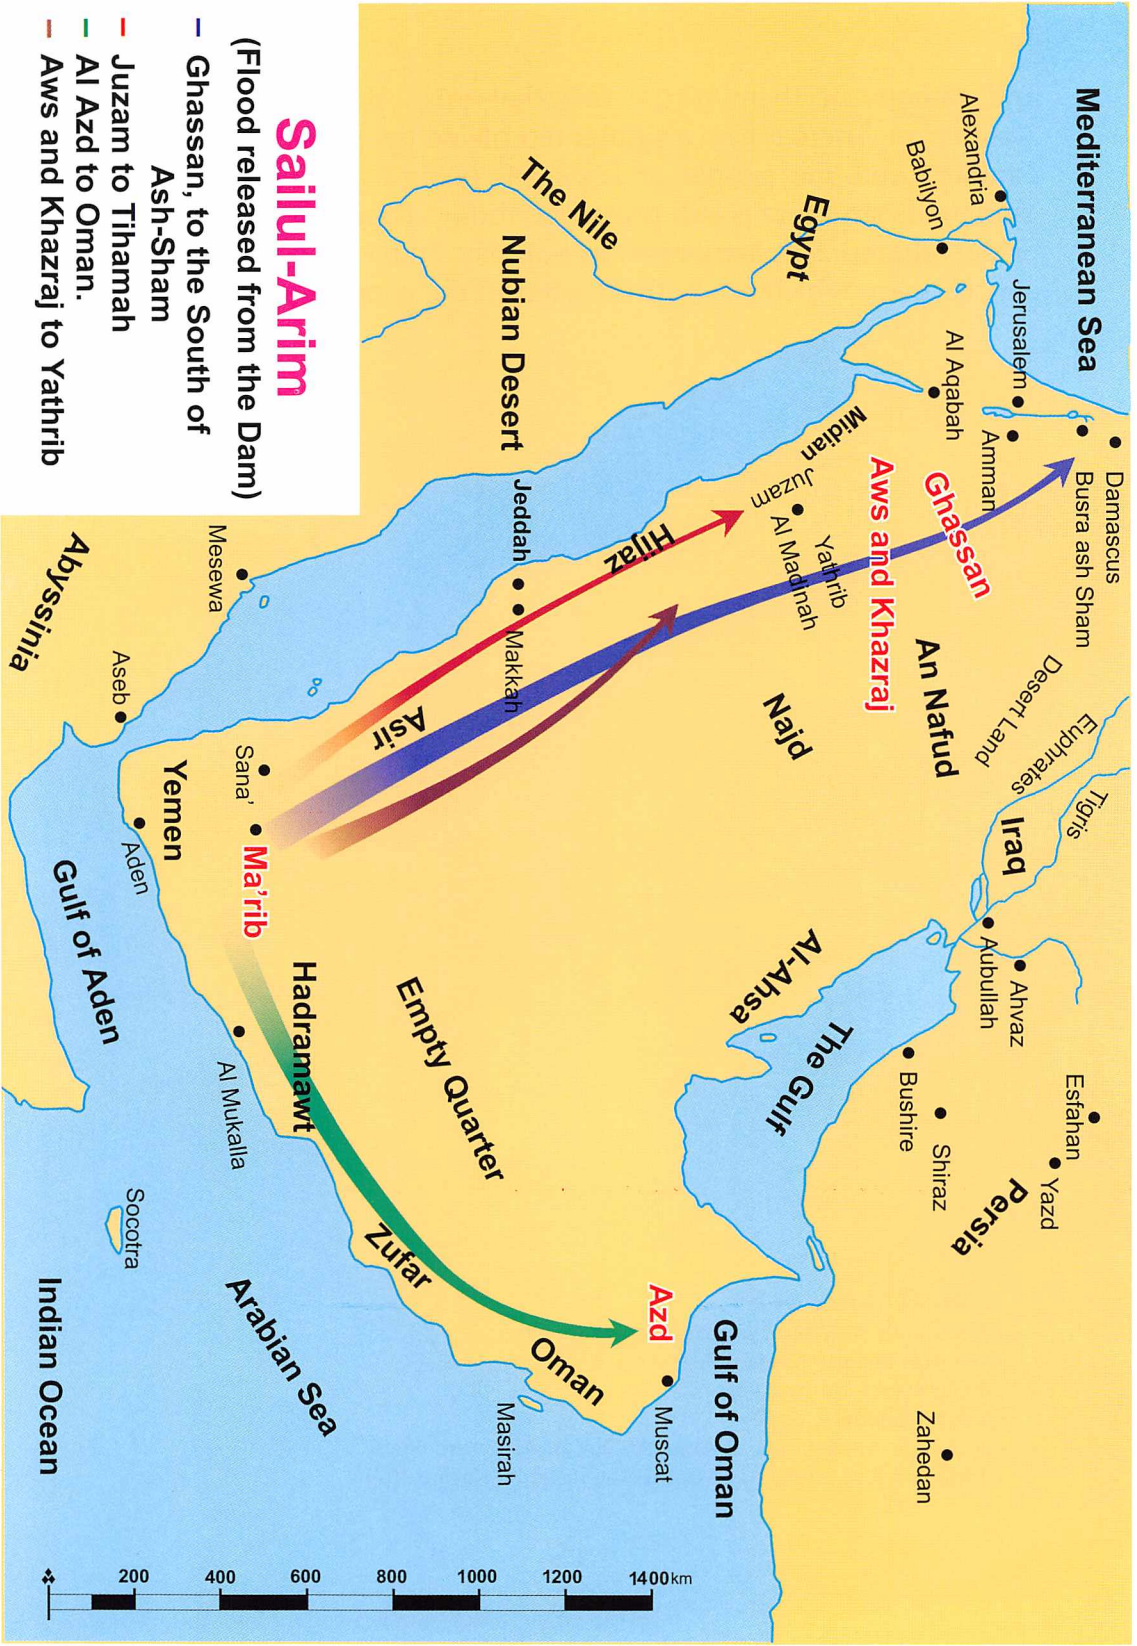 Mediterranean Sea
Alexandria
Babilyon
Egypt
The Nile
Nubian Desert
Jerusalem
Al Aqabah
Amman
Damascus
Busra ash Sham
Ghassan
Aws and Khazraj
Midian
Juzam
Yathrib
Al Madinah
Hijaz
Jeddah
Makkah
An Nafud
Desert Land
Euphrates
Tigris
Iraq
Najd
Aubullah
Ahvaz
Esfahan
Yazd
Persia
Shiraz
Bushire
Zahedan
Al-Ahsa
The Gulf
Gulf of Oman
Azd
Muscat
Oman
Masirah
Zufar
Empty Quarter
Hadramawt
Al Mukalla
Asir
Sana'
Ma'rib
Yemen
Aden
Mesewa
Aseb
Abyssinia
Gulf of Aden
Socotra
Arabian Sea
Indian Ocean
Sailul-Arim
(Flood released from the Dam)
Ghassan, to the South of
Ash-Sham
Juzam to Tihamah
Al Azd to Oman.
Aws and Khazraj to Yathrib
200 400 600 800 1000 1200 1400 km